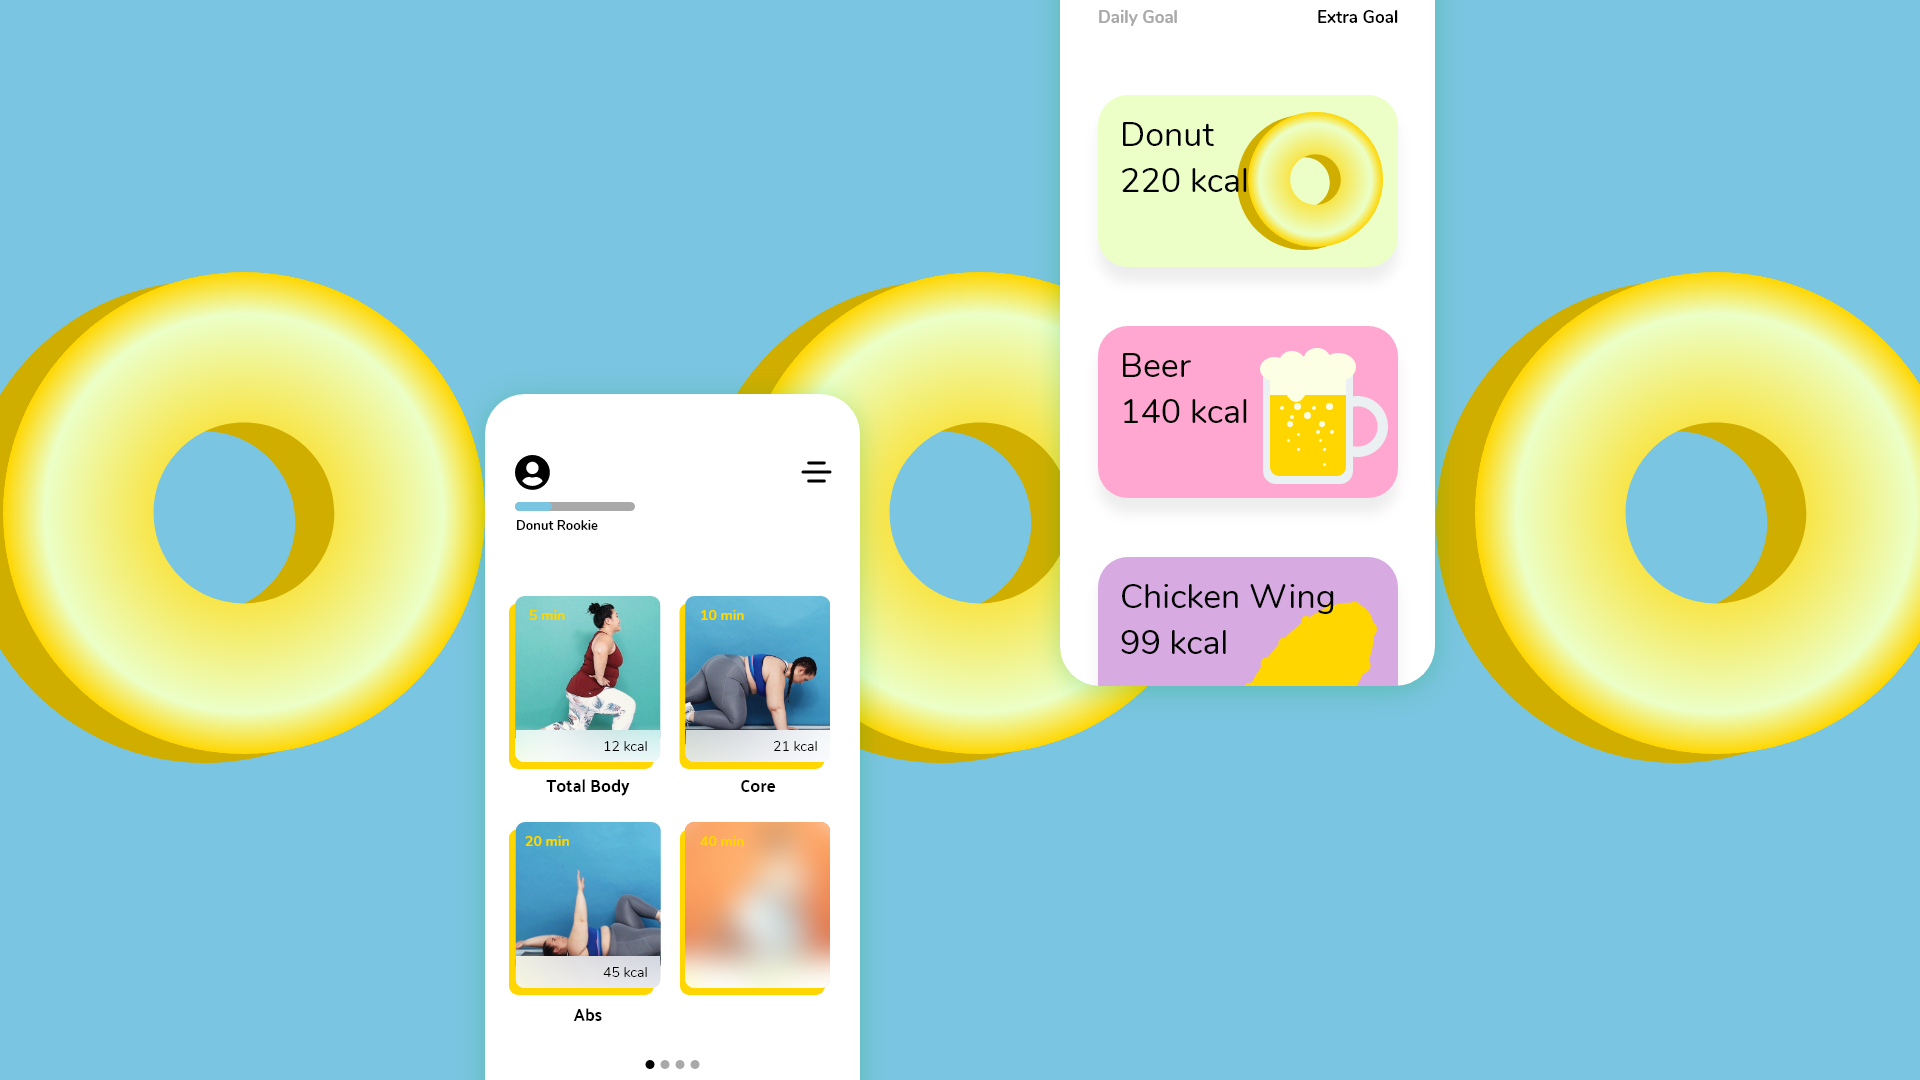 Daily Goal
Extra Goal
Donut
220 kcal
Beer
140 kcal
Chicken Wing
99 kcal
Donut Rookie
5 min
12 kcal
Total Body
10 min
21 kcal
Core
20 min
45 kcal
Abs
40 min